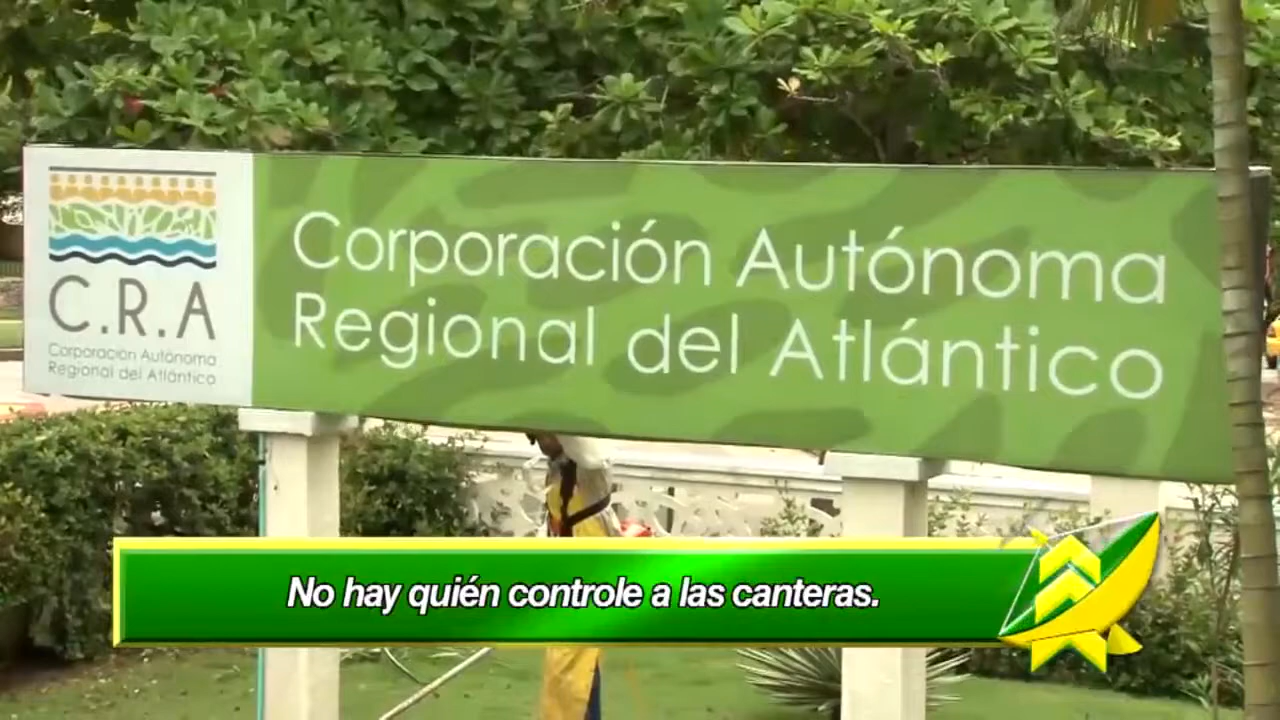 Corporación Autónoma
Regional del Atlántico
C.R.A
Corporación Autónoma
Regional del Atlántico
No hay quién controle a las canteras.